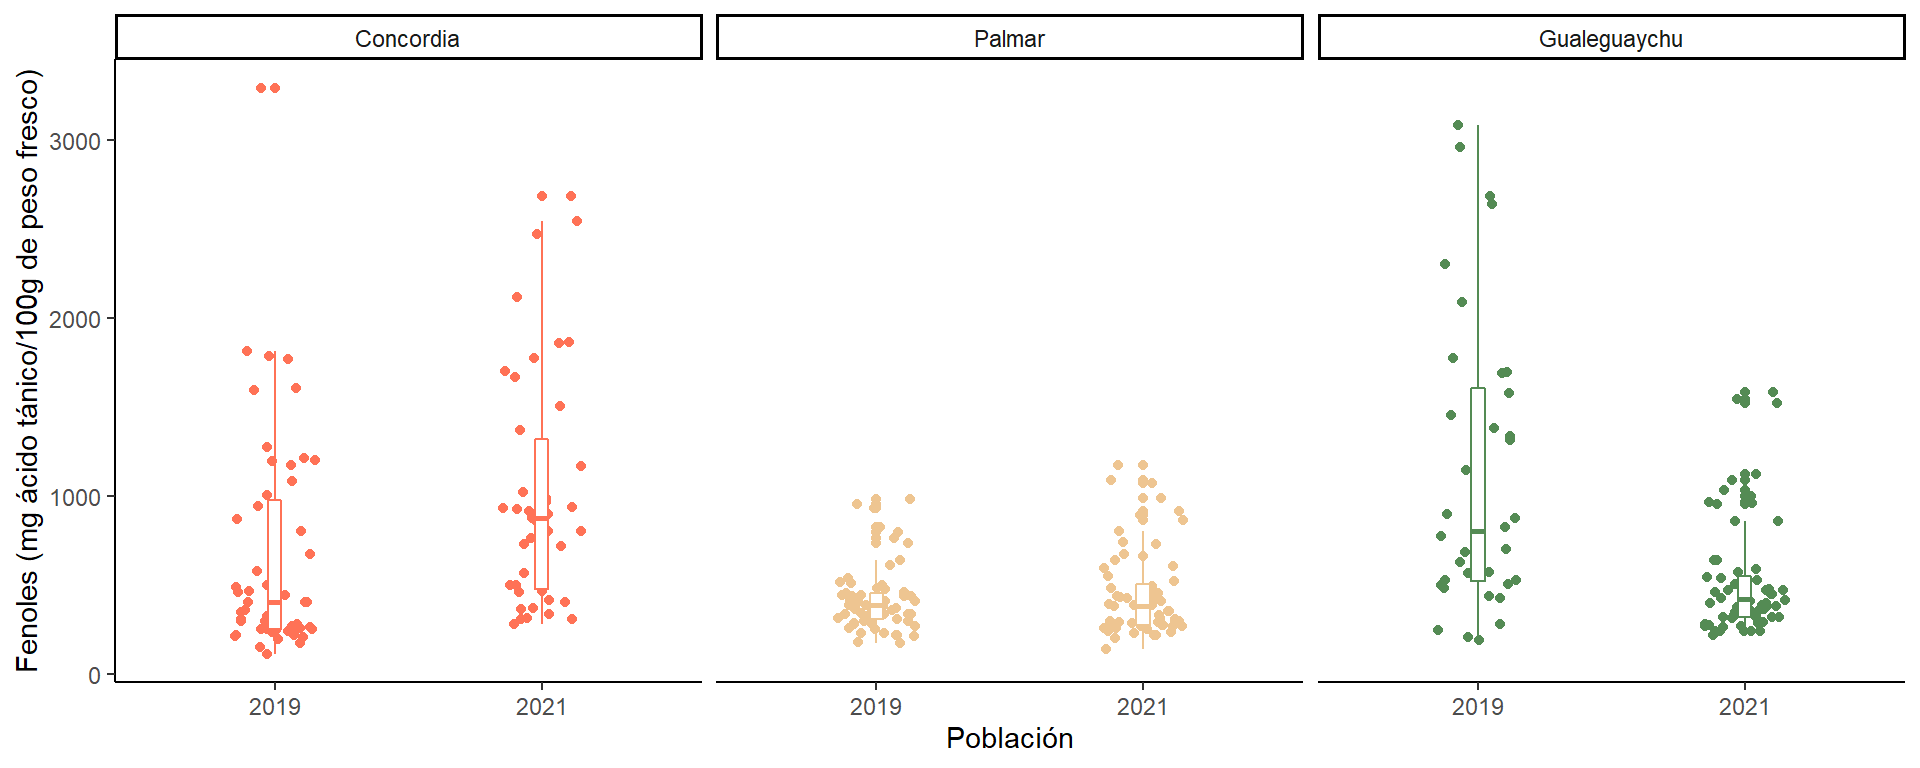 Concordia
Palmar
Gualeguaychu
Fenoles (mg ácido tánico/100g de peso fresco)
3000
2000
1000
0
2019
2021
2019
2021
2019
2021
Población